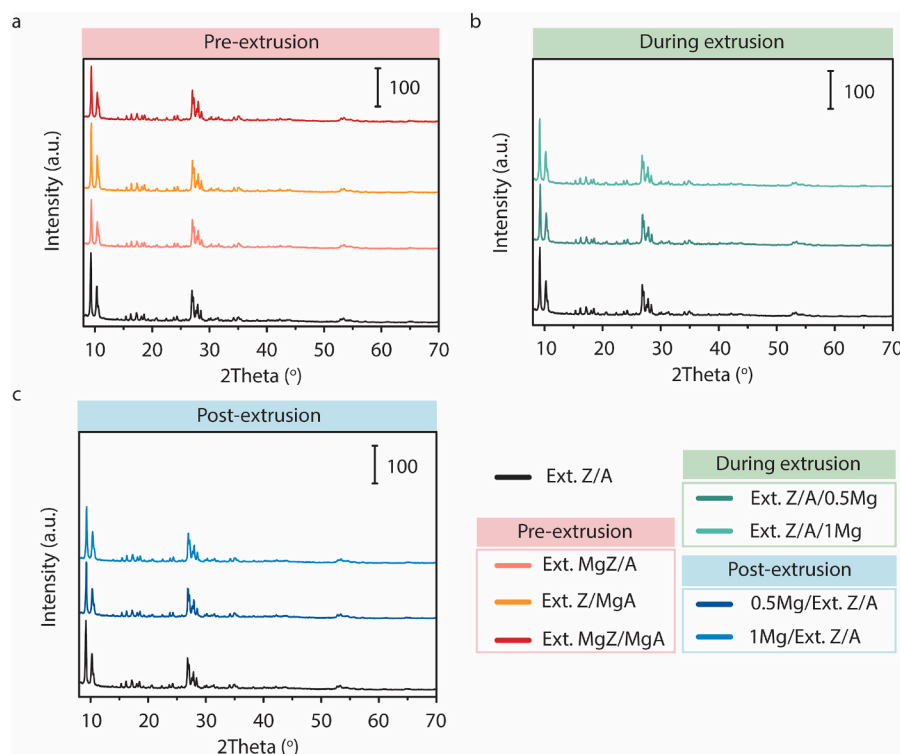 a
Pre-extrusion
100
Intensity (a.u.)
10 20 30 40 50 60 70
2Theta (°)
b
During extrusion
100
Intensity (a.u.)
10 20 30 40 50 60 70
2Theta (°)
c
Post-extrusion
100
Intensity (a.u.)
10 20 30 40 50 60 70
2Theta (°)
Ext. Z/A
Pre-extrusion
Ext. MgZ/A
Ext. Z/MgA
Ext. MgZ/MgA
During extrusion
Ext. Z/A/0.5Mg
Ext. Z/A/1Mg
Post-extrusion
0.5Mg/Ext. Z/A
1Mg/Ext. Z/A